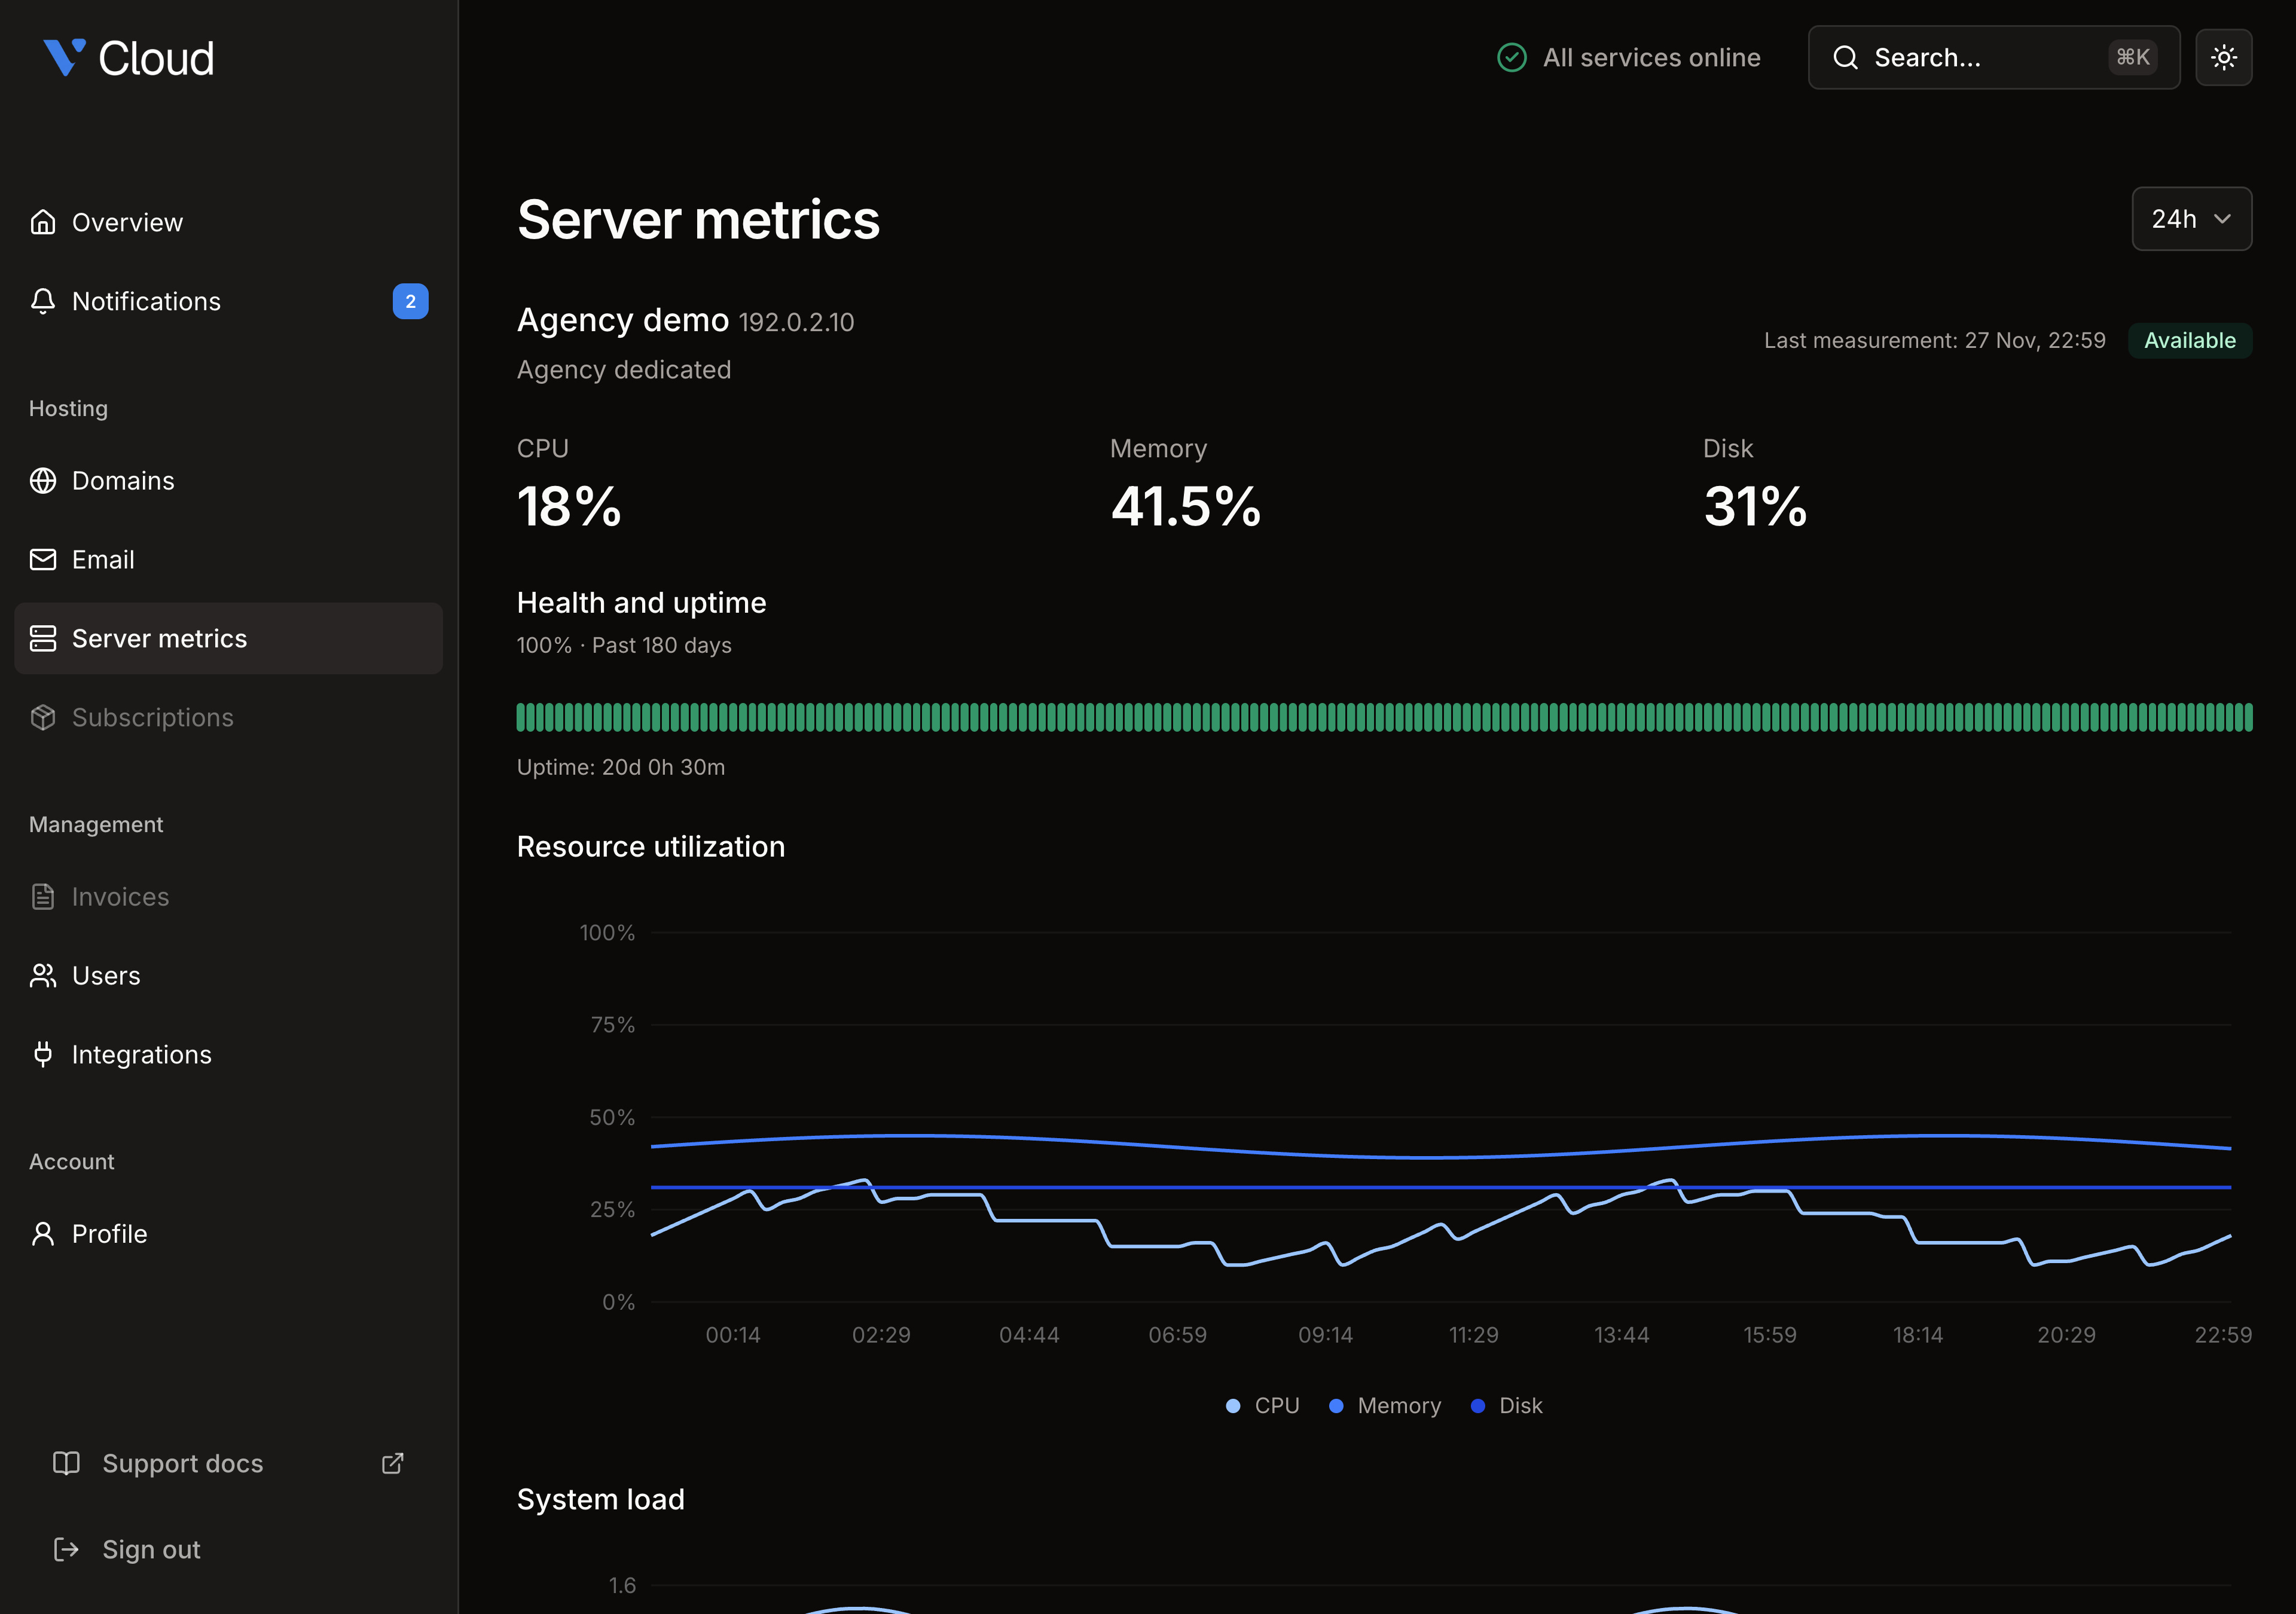 Cloud
Overview
Notifications 2
Hosting
Domains
Email
Server metrics
Subscriptions
Management
Invoices
Users
Integrations
Account
Profile
Support docs
Sign out
All services online
Search... ⌘K
Server metrics
24h
Agency demo 192.0.2.10
Agency dedicated
Last measurement: 27 Nov, 22:59 Available
CPU Memory Disk
18% 41.5% 31%
Health and uptime
100% · Past 180 days
Uptime: 20d 0h 30m
Resource utilization
100%
75%
50%
25%
0%
00:14 02:29 04:44 06:59 09:14 11:29 13:44 15:59 18:14 20:29 22:59
CPU Memory Disk
System load
1.6